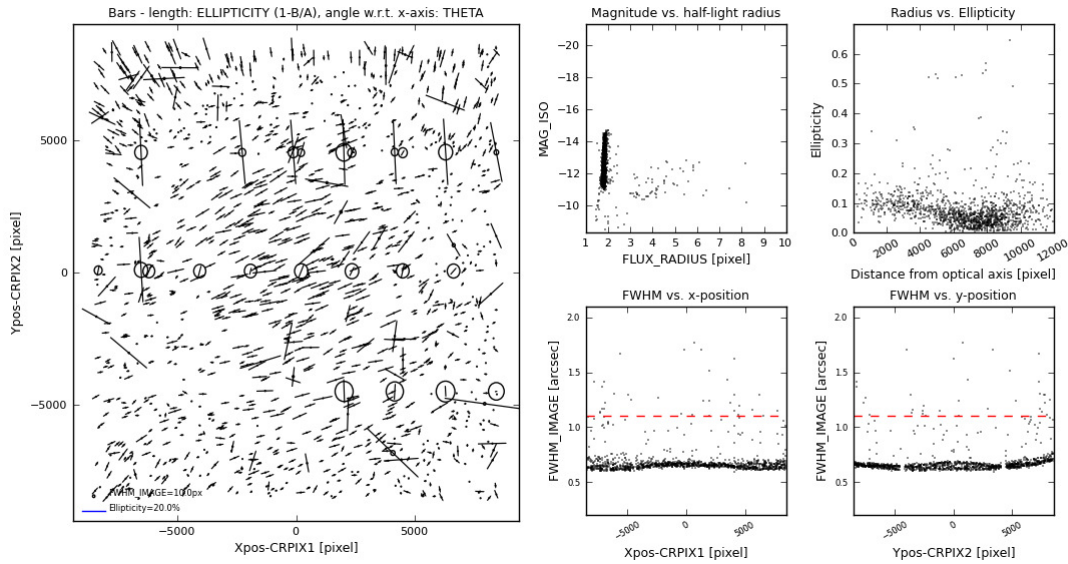 Bars - length: ELLIPTICITY (1-B/A), angle w.r.t. x-axis: THETA
5000
0
−5000
Ypos-CRPIX2 [pixel]
FWHM_IMAGE=10.0px
Ellipticity=20.0%
−5000
0
5000
Xpos-CRPIX1 [pixel]
Magnitude vs. half-light radius
−20
−18
−16
−14
−12
−10
MAG_ISO
1 2 3 4 5 6 7 8 9 10
FLUX_RADIUS [pixel]
Radius vs. Ellipticity
0.7
0.6
0.5
0.4
0.3
0.2
0.1
0.0
Ellipticity
0 2000 4000 6000 8000 10000 12000
Distance from optical axis [pixel]
FWHM vs. x-position
2.0
1.5
1.0
0.5
FWHM_IMAGE [arcsec]
−5000 0 5000
Xpos-CRPIX1 [pixel]
FWHM vs. y-position
2.0
1.5
1.0
0.5
FWHM_IMAGE [arcsec]
−5000 0 5000
Ypos-CRPIX2 [pixel]